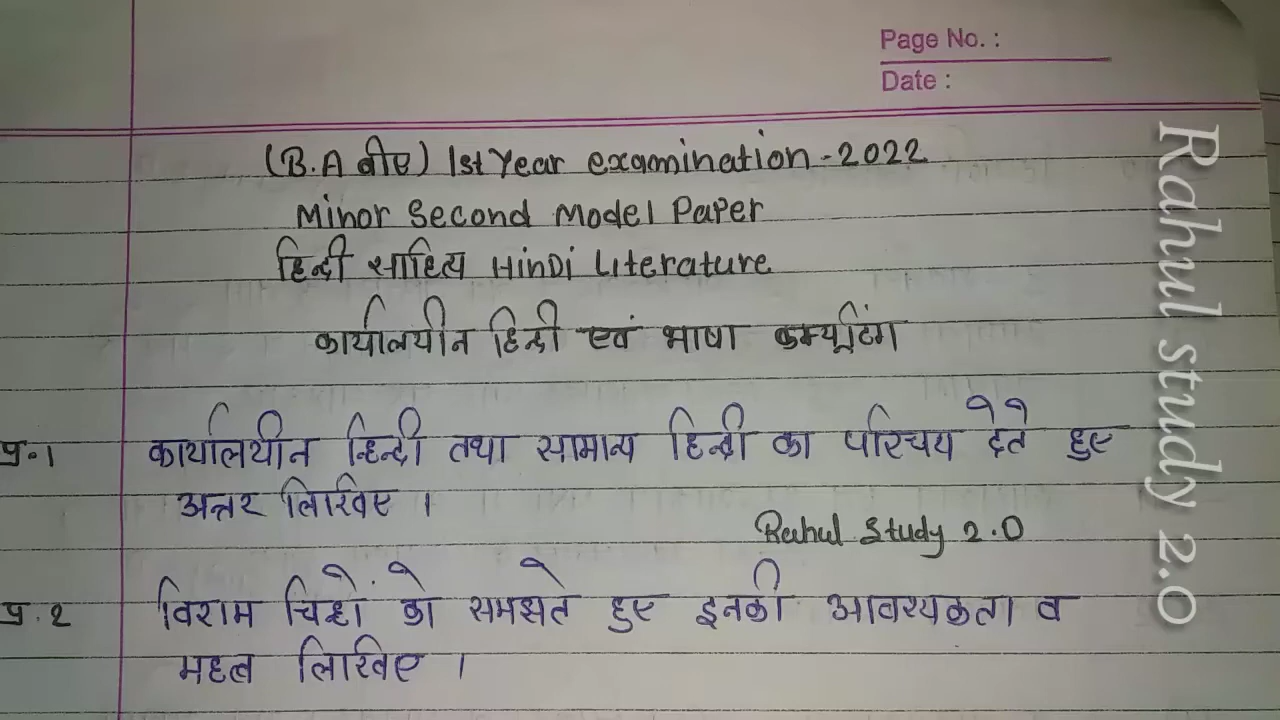 Page No. :
Date :
(B.A बीए) 1st Year examination - 2022
Minor Second Model Paper
हिन्दी साहित्य HinDi Literature
कार्यालयीन हिन्दी एवं भाषा कम्प्यूटिंग
प्र॰1 कार्यालयीन हिन्दी तथा सामान्य हिन्दी का परिचय देते हुए
अन्तर लिखिए ।
Rahul Study 2.0
प्र.2 विराम चिह्नों को समझते हुए इनकी आवश्यकता व
महत्व लिखिए ।
Rahul study 2.0